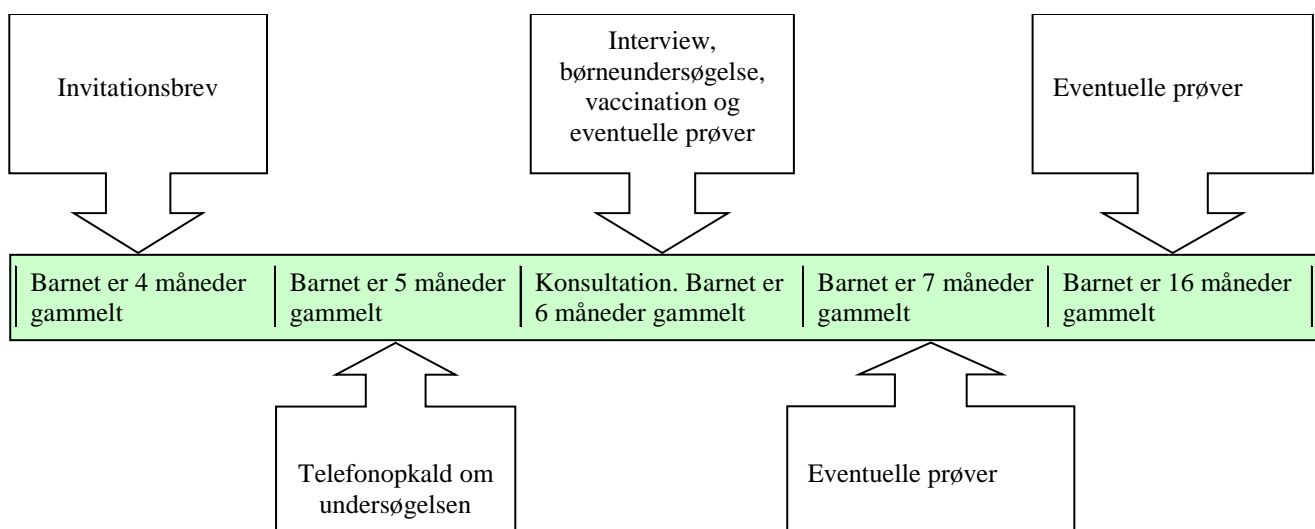 Invitationsbrev
Interview,
børneundersøgelse,
vaccination og
eventuelle prøver
Eventuelle prøver
Barnet er 4 måneder
gammelt
Barnet er 5 måneder
gammelt
Konsultation. Barnet er
6 måneder gammelt
Barnet er 7 måneder
gammelt
Barnet er 16 måneder
gammelt
Telefonopkald om
undersøgelsen
Eventuelle prøver